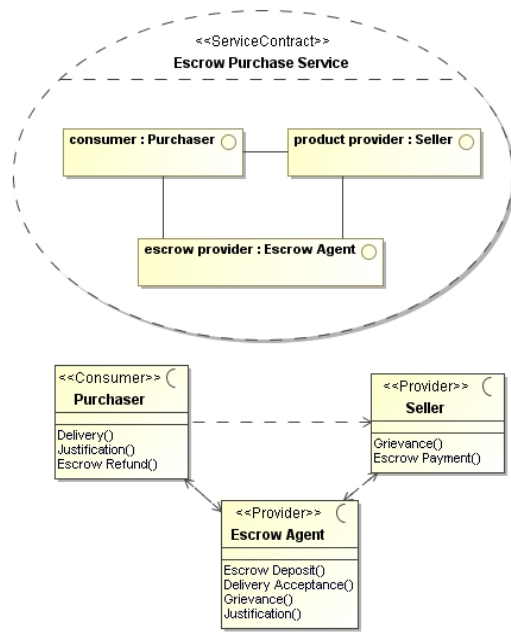 <<ServiceContract>>
Escrow Purchase Service
consumer : Purchaser
product provider : Seller
escrow provider : Escrow Agent
<<Consumer>>
Purchaser
Delivery()
Justification()
Escrow Refund()
<<Provider>>
Seller
Grievance()
Escrow Payment()
<<Provider>>
Escrow Agent
Escrow Deposit()
Delivery Acceptance()
Grievance()
Justification()